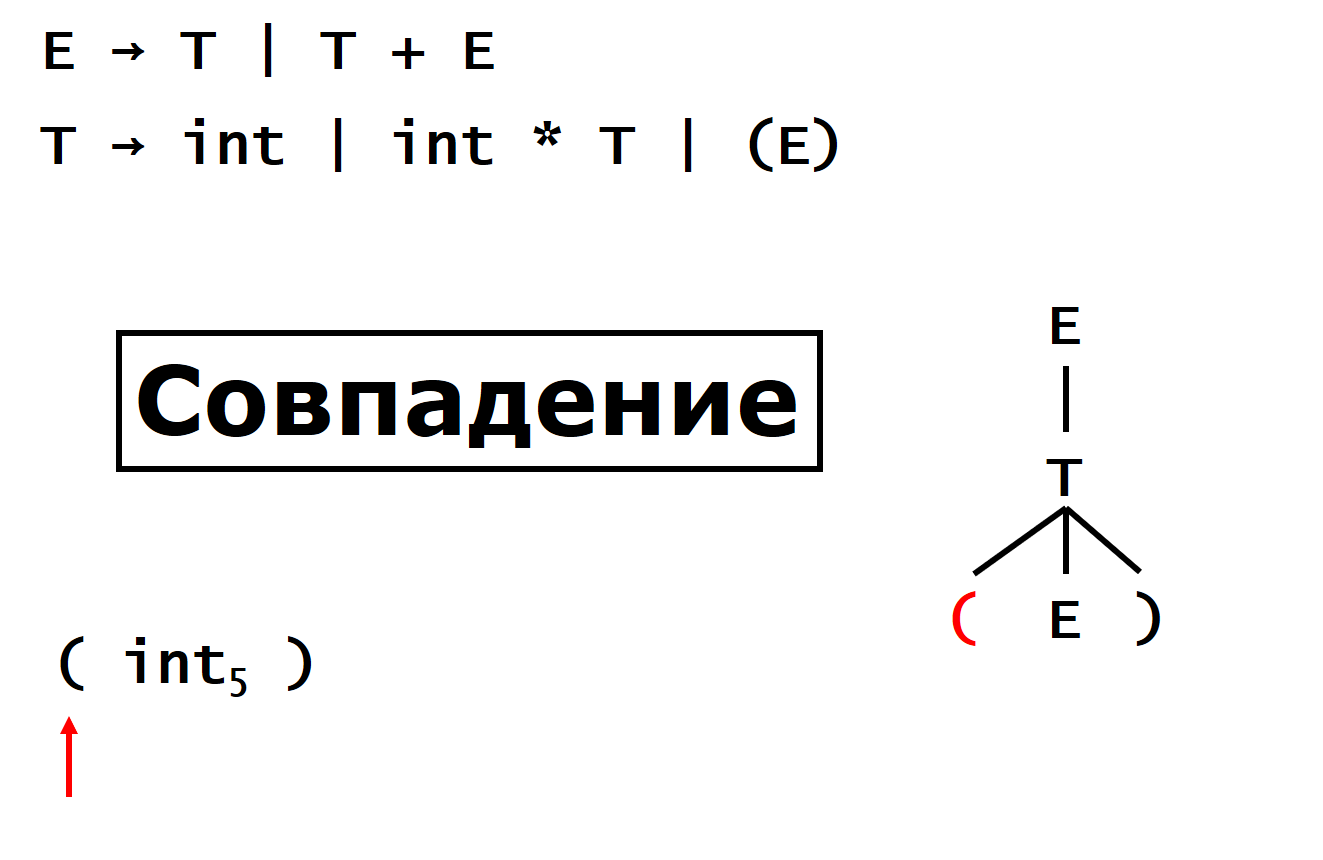 E → T | T + E
T → int | int * T | (E)
Совпадение
E
T
( E )
( int₅ )